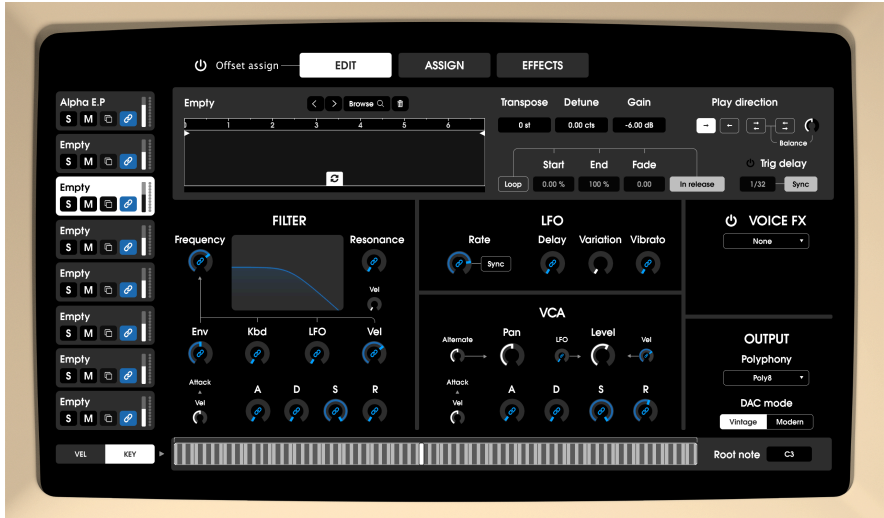 Offset assign
EDIT
ASSIGN
EFFECTS
Alpha E.P
S M
Empty
S M
Empty
S M
Empty
S M
Empty
S M
Empty
S M
Empty
S M
Empty
S M
Empty
Browse
0 1 2 3 4 5 6
Transpose Detune Gain
0 st 0.00 cts -6.00 dB
Play direction
Balance
Start End Fade
Loop 0.00 % 100 % 0.00 In release
Trig delay
1/32 Sync
FILTER
Frequency
Resonance
Vel
Env Kbd LFO Vel
Attack
Vel
A D S R
LFO
Rate Delay Variation Vibrato
Sync
VCA
Alternate Pan LFO Level Vel
Attack
Vel
A D S R
VOICE FX
None
OUTPUT
Polyphony
Poly8
DAC mode
Vintage Modern
VEL KEY
Root note C3